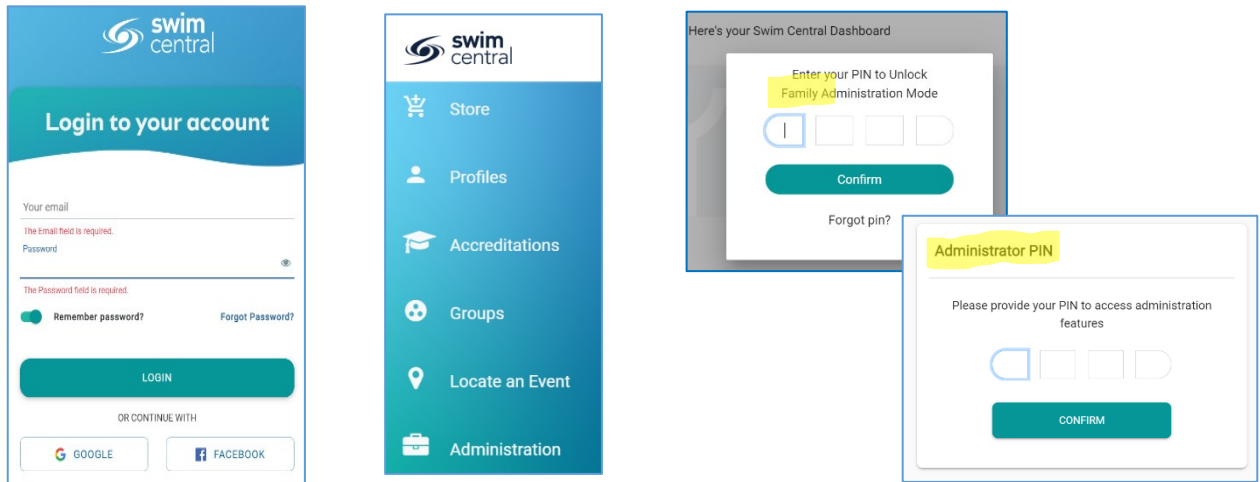 swim
central
Login to your account
Your email
The Email field is required.
Password
The Password field is required.
Remember password?
Forgot Password?
LOGIN
OR CONTINUE WITH
GOOGLE
FACEBOOK
swim
central
Store
Profiles
Accreditations
Groups
Locate an Event
Administration
Here's your Swim Central Dashboard
Enter your PIN to Unlock
Family Administration Mode
Confirm
Forgot pin?
Administrator PIN
Please provide your PIN to access administration
features
CONFIRM